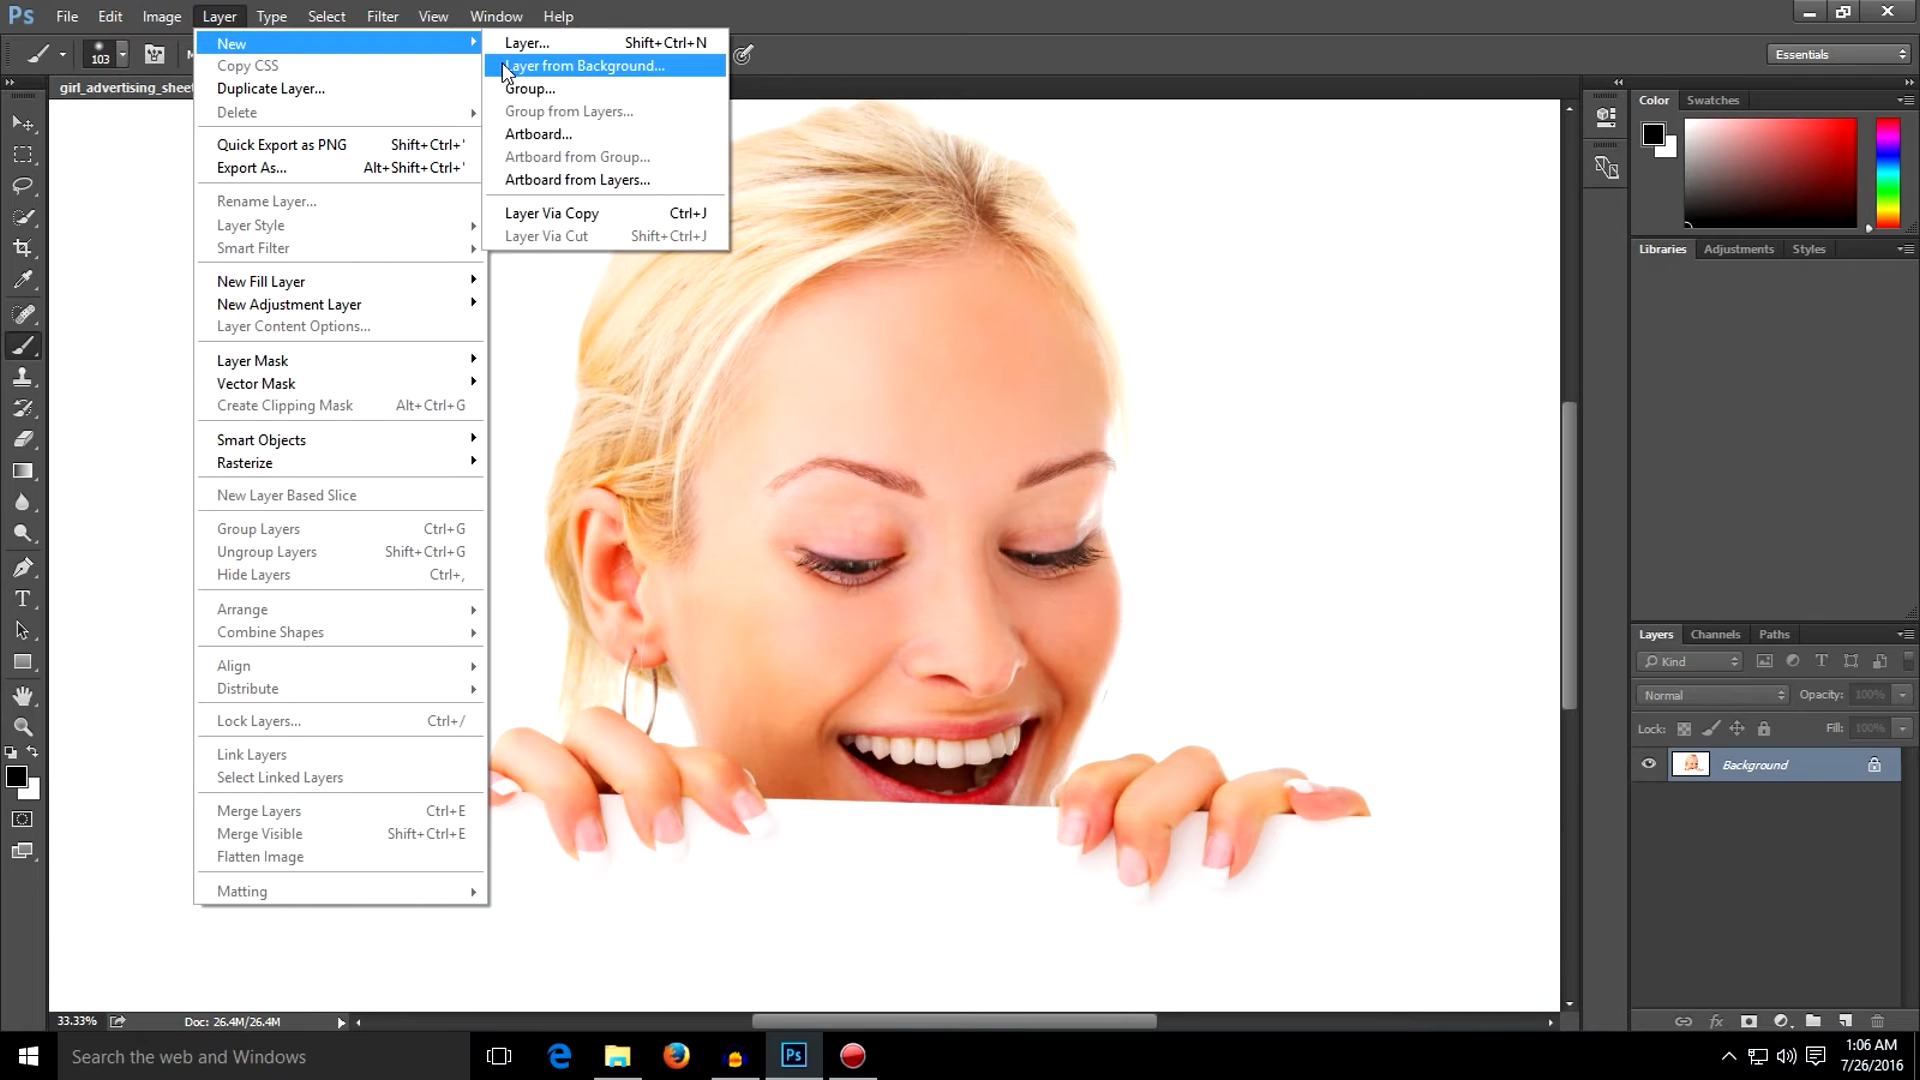 Ps File Edit Image Layer Type Select Filter View Window Help
103
Essentials
girl_advertising_sheet
New
Copy CSS
Duplicate Layer...
Delete
Quick Export as PNG Shift+Ctrl+'
Export As... Alt+Shift+Ctrl+'
Rename Layer...
Layer Style
Smart Filter
New Fill Layer
New Adjustment Layer
Layer Content Options...
Layer Mask
Vector Mask
Create Clipping Mask Alt+Ctrl+G
Smart Objects
Rasterize
New Layer Based Slice
Group Layers Ctrl+G
Ungroup Layers Shift+Ctrl+G
Hide Layers Ctrl+,
Arrange
Combine Shapes
Align
Distribute
Lock Layers... Ctrl+/
Link Layers
Select Linked Layers
Merge Layers Ctrl+E
Merge Visible Shift+Ctrl+E
Flatten Image
Matting
Layer... Shift+Ctrl+N
Layer from Background...
Group...
Group from Layers...
Artboard...
Artboard from Group...
Artboard from Layers...
Layer Via Copy Ctrl+J
Layer Via Cut Shift+Ctrl+J
Color Swatches
Libraries Adjustments Styles
Layers Channels Paths
Kind
Normal Opacity: 100%
Lock: Fill: 100%
Background
fx
33.33% Doc: 26.4M/26.4M
Search the web and Windows
Ps
1:06 AM
7/26/2016